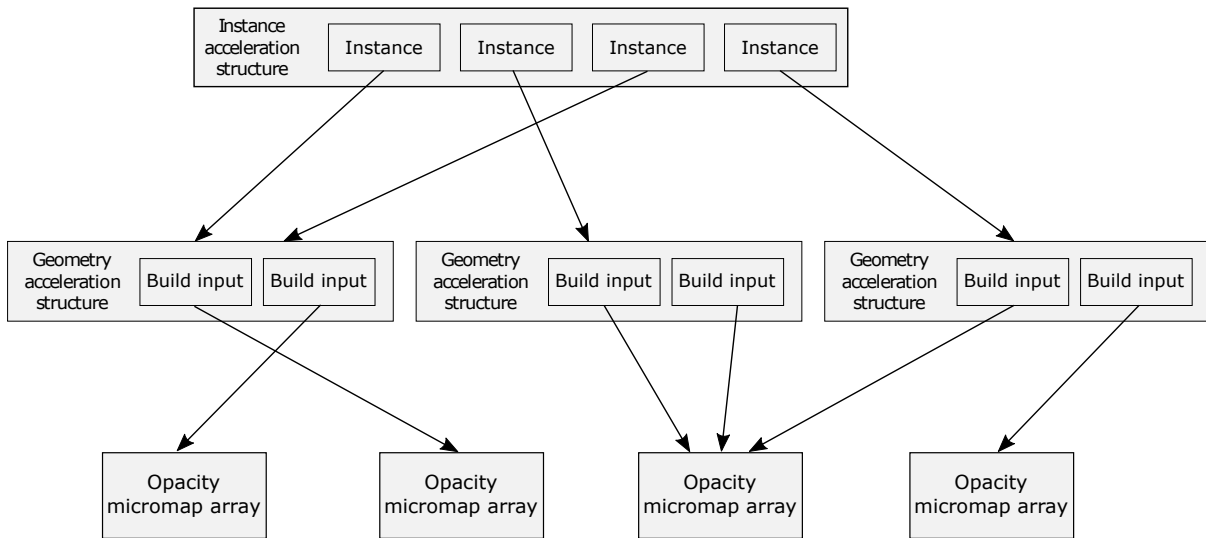 Instance
acceleration
structure
Instance
Instance
Instance
Instance
Geometry
acceleration
structure
Build input
Build input
Geometry
acceleration
structure
Build input
Build input
Geometry
acceleration
structure
Build input
Build input
Opacity
micromap array
Opacity
micromap array
Opacity
micromap array
Opacity
micromap array